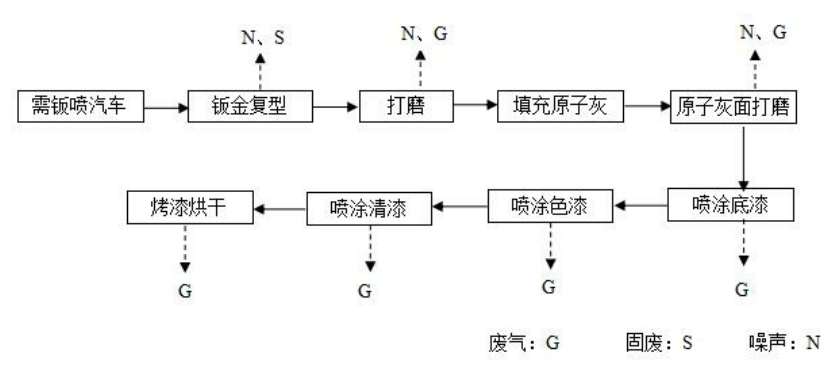 N、S N、G N、G
需钣喷汽车 钣金复型 打磨 填充原子灰 原子灰面打磨
烤漆烘干 喷涂清漆 喷涂色漆 喷涂底漆
G G G G
废气：G 固废：S 噪声：N